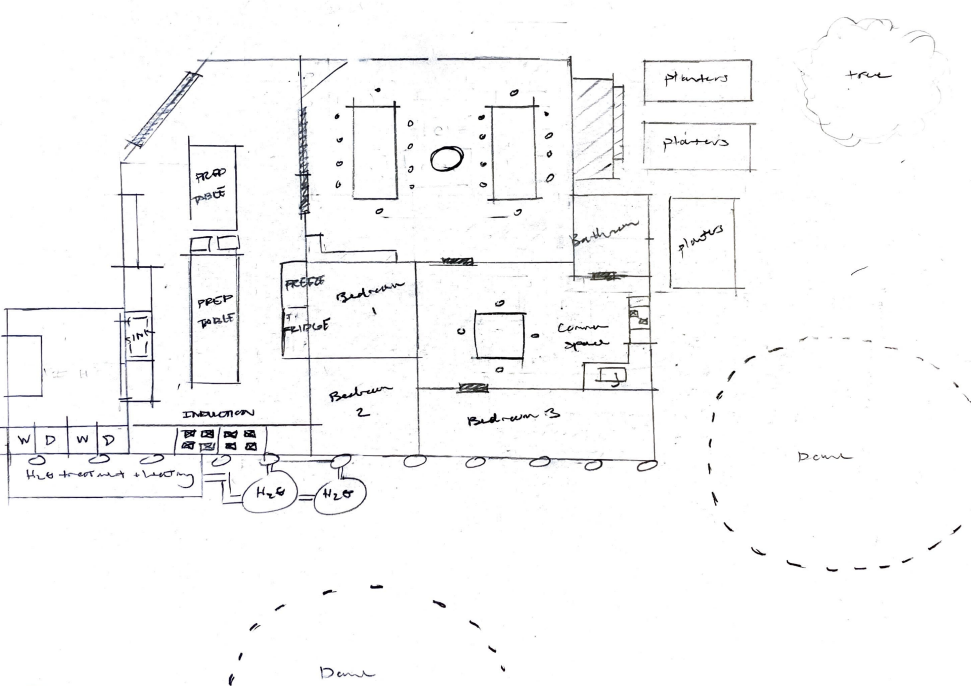 tree
planters
planters
PREP
TABLE
Bathroom
planters
FREEZE
Bedroom
1
PREP
TABLE
FRIDGE
SINK
Common
space
Bedroom
2
INDUCTION
Bedroom 3
W D W D
H2O treatment + heating
H2O
H2O
Dome
Dome